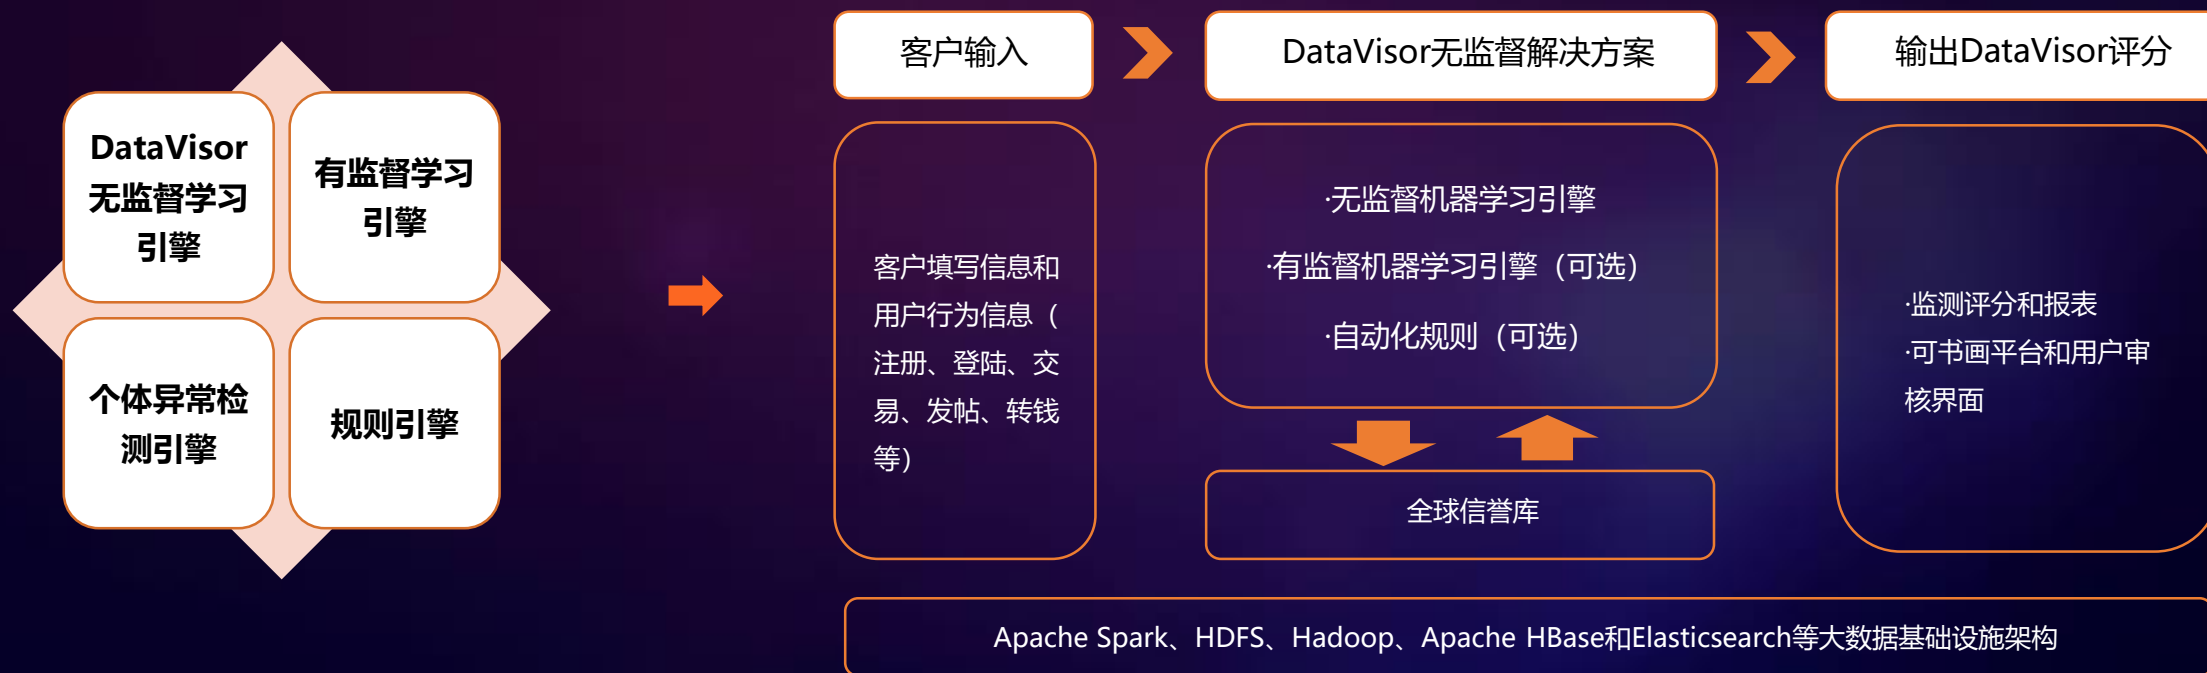 DataVisor
无监督学习
引擎
有监督学习
引擎
个体异常检
测引擎
规则引擎
客户输入
DataVisor无监督解决方案
输出DataVisor评分
客户填写信息和
用户行为信息（
注册、登陆、交
易、发帖、转钱
等）
·无监督机器学习引擎
·有监督机器学习引擎（可选）
·自动化规则（可选）
全球信誉库
·监测评分和报表
·可书画平台和用户审
核界面
Apache Spark、HDFS、Hadoop、Apache HBase和Elasticsearch等大数据基础设施架构